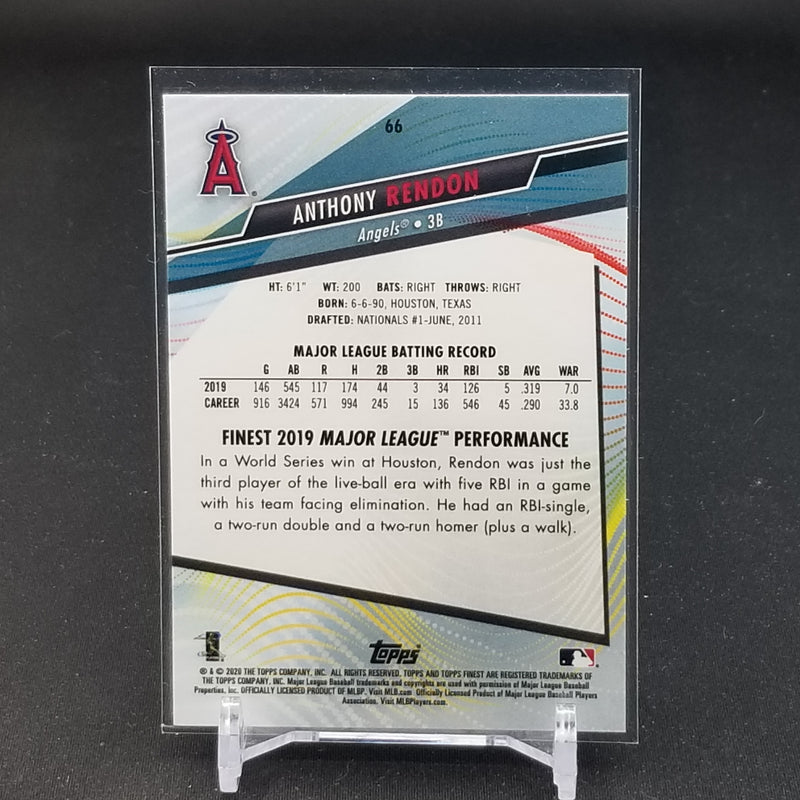 66
A ®
ANTHONY RENDON
Angels® • 3B
HT: 6'1" WT: 200 BATS: RIGHT THROWS: RIGHT
BORN: 6-6-90, HOUSTON, TEXAS
DRAFTED: NATIONALS #1-JUNE, 2011
MAJOR LEAGUE BATTING RECORD
G AB R H 2B 3B HR RBI SB AVG WAR
2019 146 545 117 174 44 3 34 126 5 .319 7.0
CAREER 916 3424 571 994 245 15 136 546 45 .290 33.8
FINEST 2019 MAJOR LEAGUE™ PERFORMANCE
In a World Series win at Houston, Rendon was just the
third player of the live-ball era with five RBI in a game
with his team facing elimination. He had an RBI-single,
a two-run double and a two-run homer (plus a walk).
Topps
® & © 2020 THE TOPPS COMPANY, INC. ALL RIGHTS RESERVED. TOPPS AND TOPPS FINEST ARE REGISTERED TRADEMARKS OF
THE TOPPS COMPANY, INC. Major League Baseball trademarks and copyrights are used with permission of Major League Baseball
Properties, Inc. OFFICIALLY LICENSED PRODUCT OF MLBP. Visit MLB.com Officially Licensed Product of Major League Baseball Players
Association. Visit MLBPlayers.com.